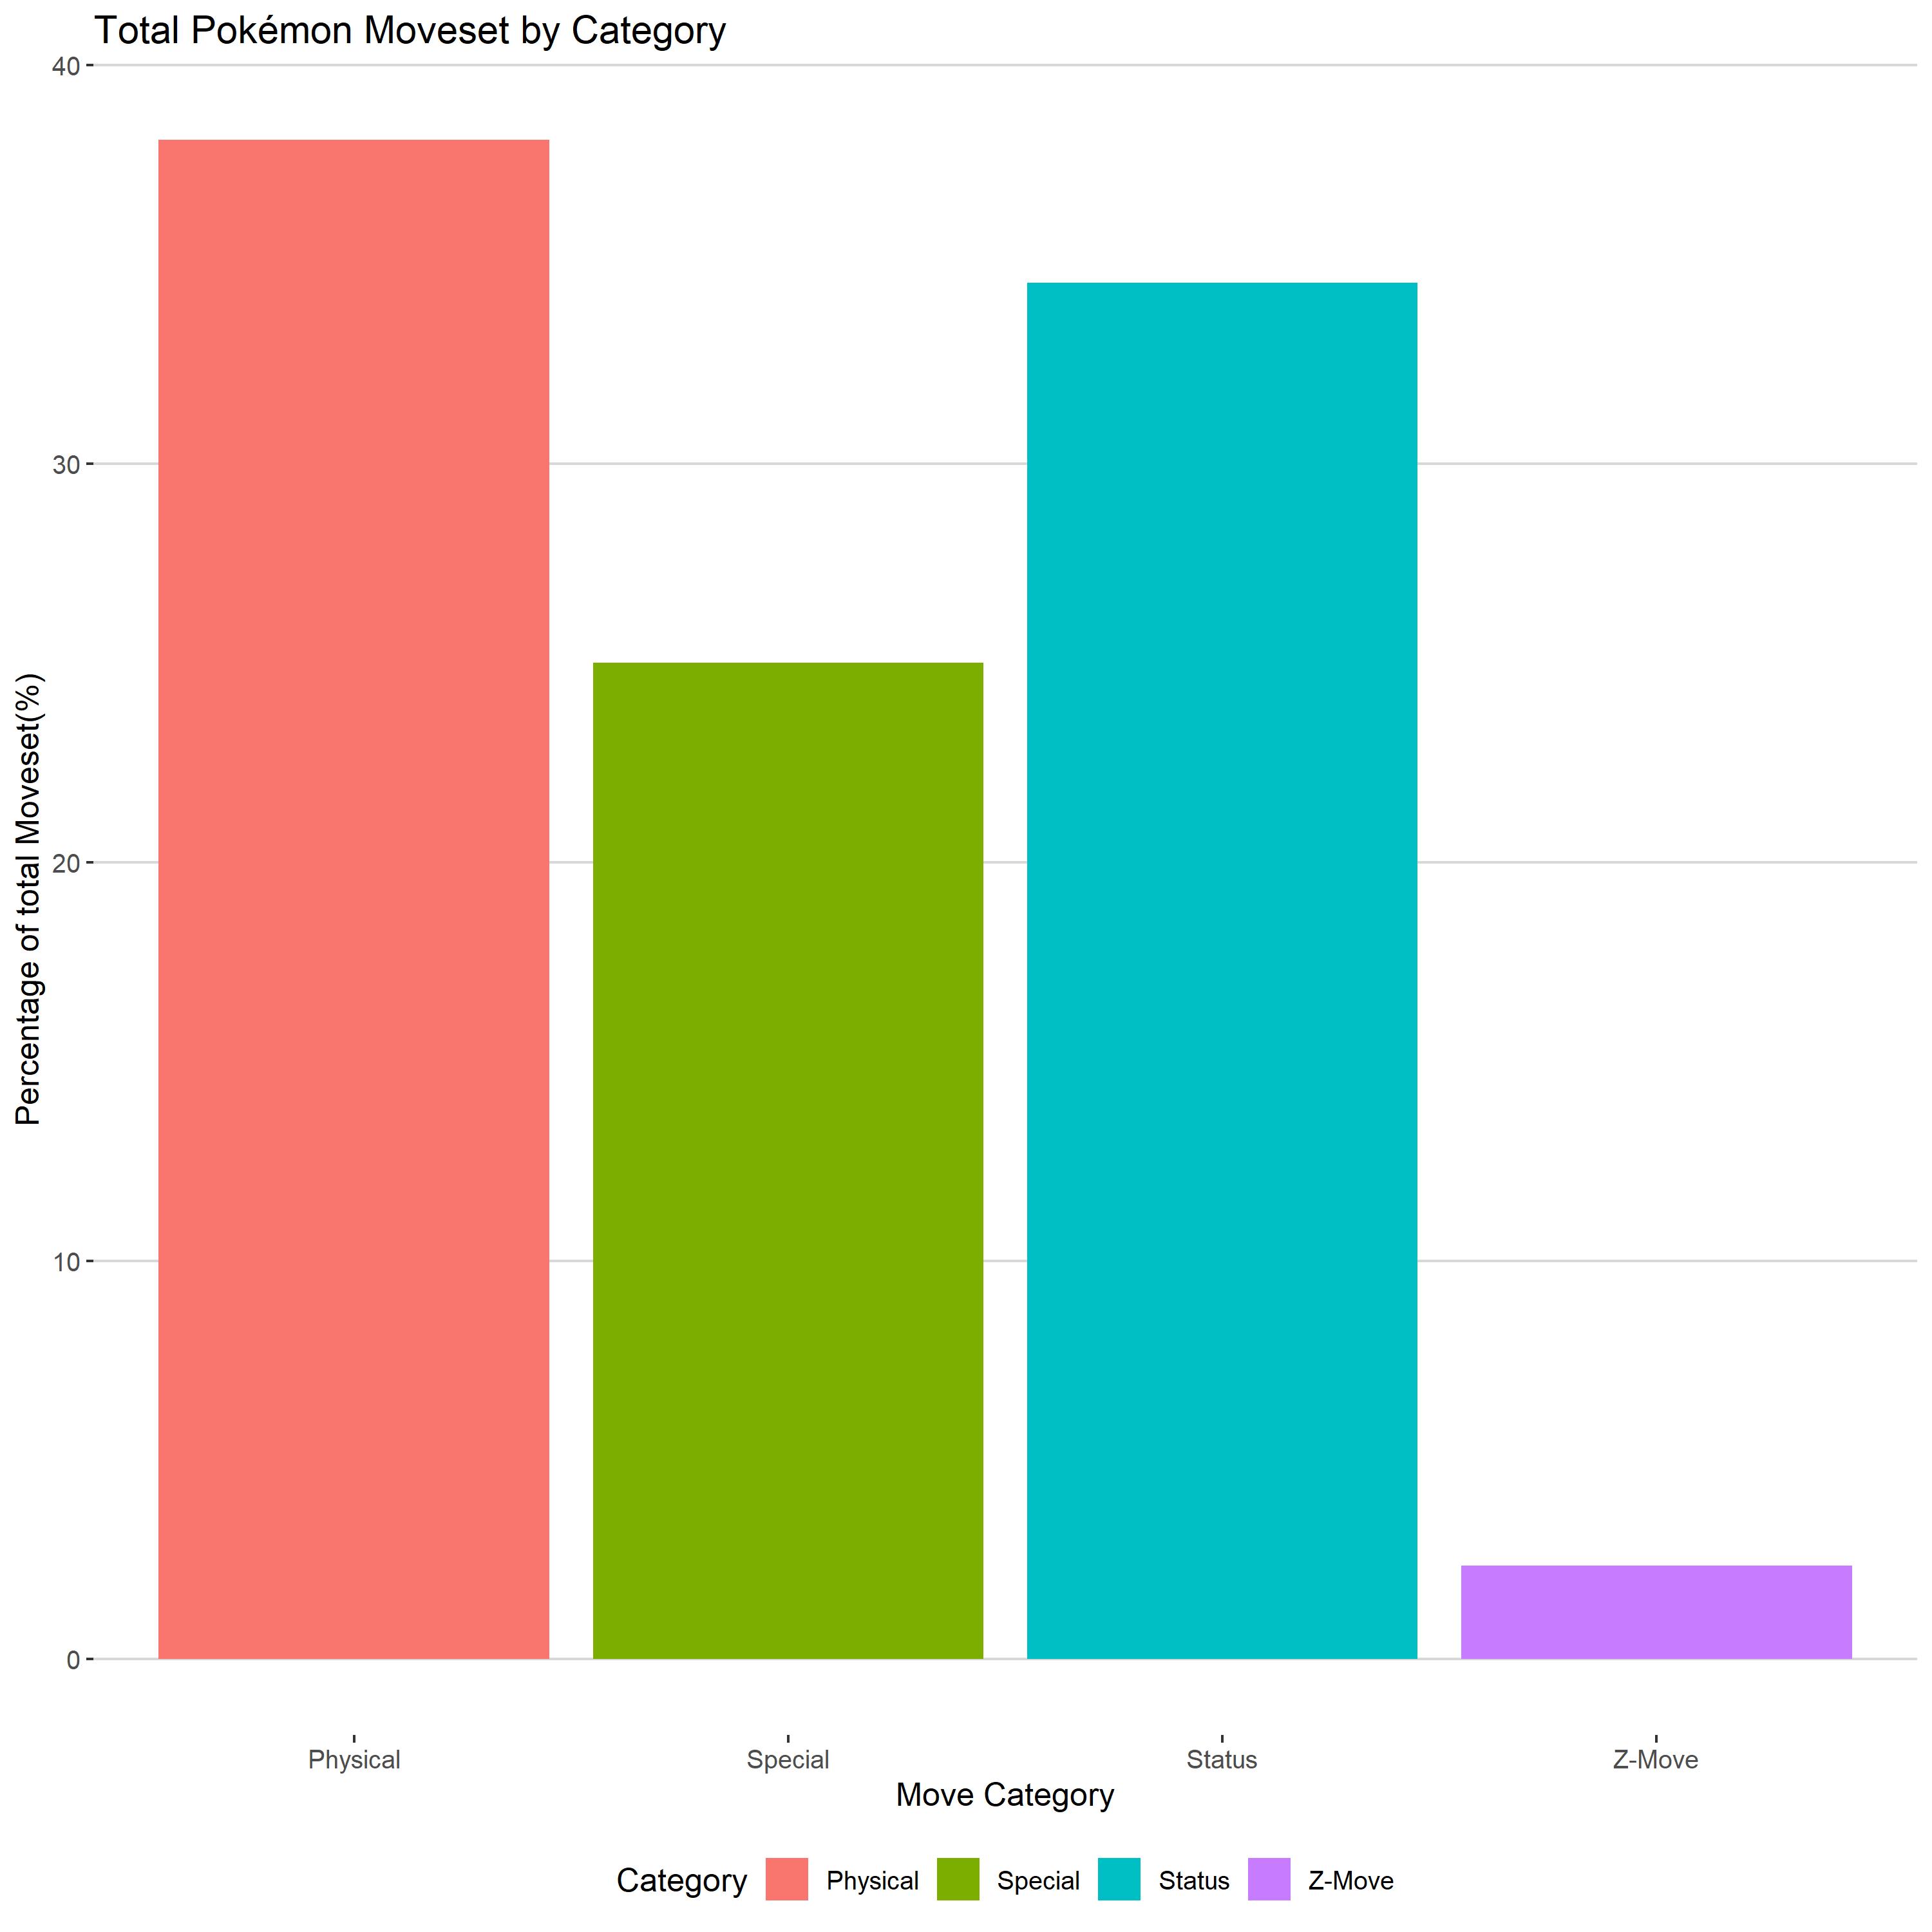 Total Pokémon Moveset by Category
40
30
20
10
0
Percentage of total Moveset(%)
Physical Special Status Z-Move
Move Category
Category Physical Special Status Z-Move